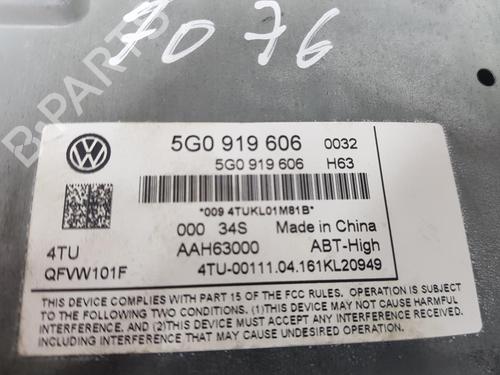 7076
B-PARTS
5G0 919 606 0032
5G0 919 606 H63
*009 4TUKL01M81B*
000 34S Made in China
4TU AAH63000 ABT-High
QFVW101F 4TU-00111.04.161KL20949
THIS DEVICE COMPLIES WITH PART 15 OF THE FCC RULES. OPERATION IS SUBJECT TO THE
FOLLOWING TWO CONDITIONS. (1)THIS DEVICE MAY NOT CAUSE HARMFUL
INTERFERENCE, AND (2)THIS DEVICE MUST ACCEPT ANY INTERFERENCE RECEIVED,
INCLUDING INTERFERENCE THAT MAY CAUSE UNDESIRED OPERATION.